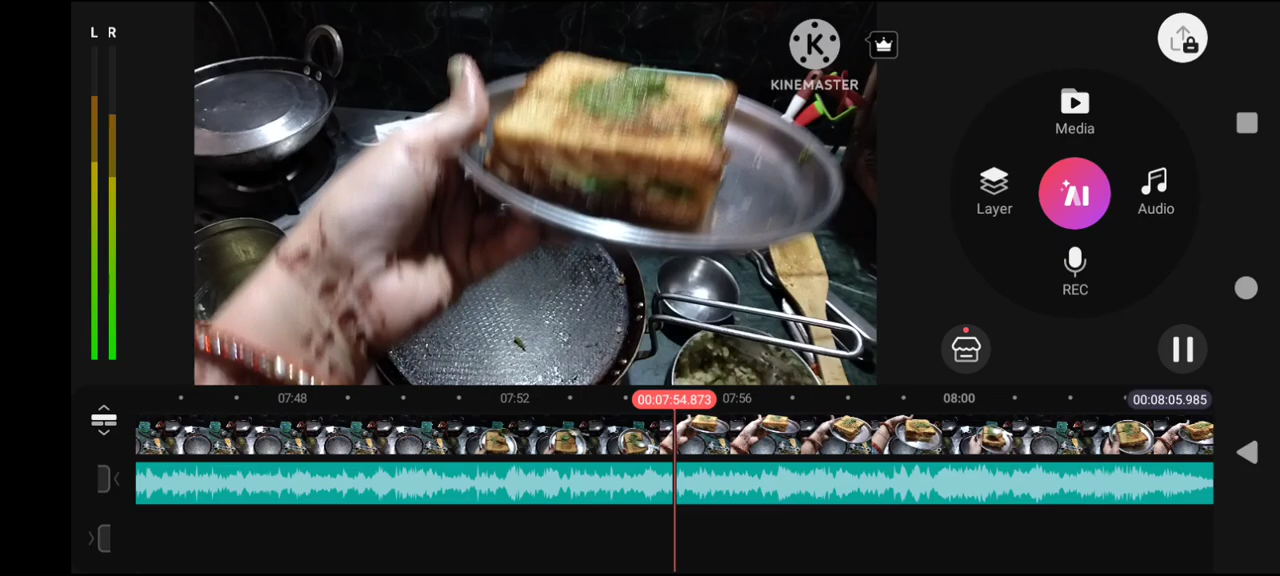 L R
K
KINEMASTER
Media
Layer
AI
Audio
REC
07:48
07:52
00:07:54.873
07:56
08:00
00:08:05.985